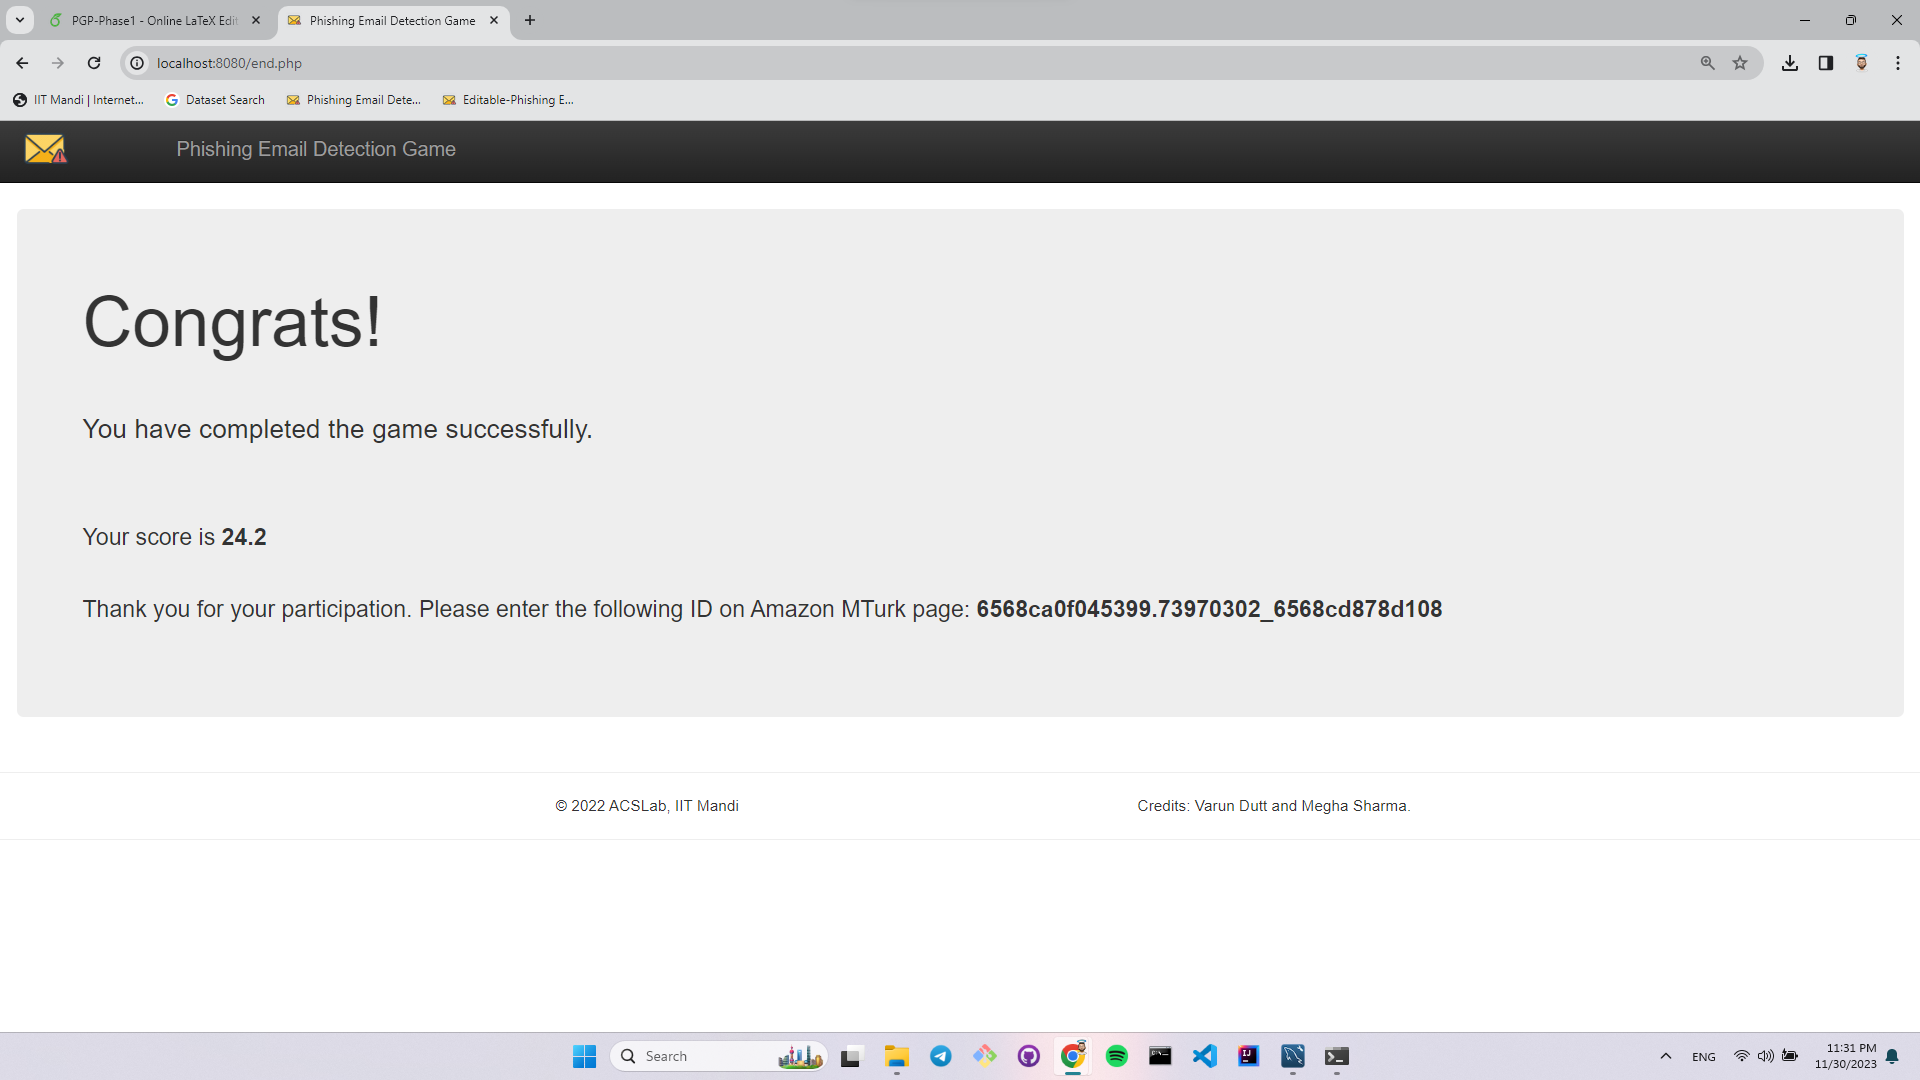 PGP-Phase1 - Online LaTeX Edit
Phishing Email Detection Game
localhost:8080/end.php
IIT Mandi | Internet...
Dataset Search
Phishing Email Dete...
Editable-Phishing E...
Phishing Email Detection Game
Congrats!
You have completed the game successfully.
Your score is 24.2
Thank you for your participation. Please enter the following ID on Amazon MTurk page: 6568ca0f045399.73970302_6568cd878d108
© 2022 ACSLab, IIT Mandi
Credits: Varun Dutt and Megha Sharma.
Search
ENG
11:31 PM
11/30/2023